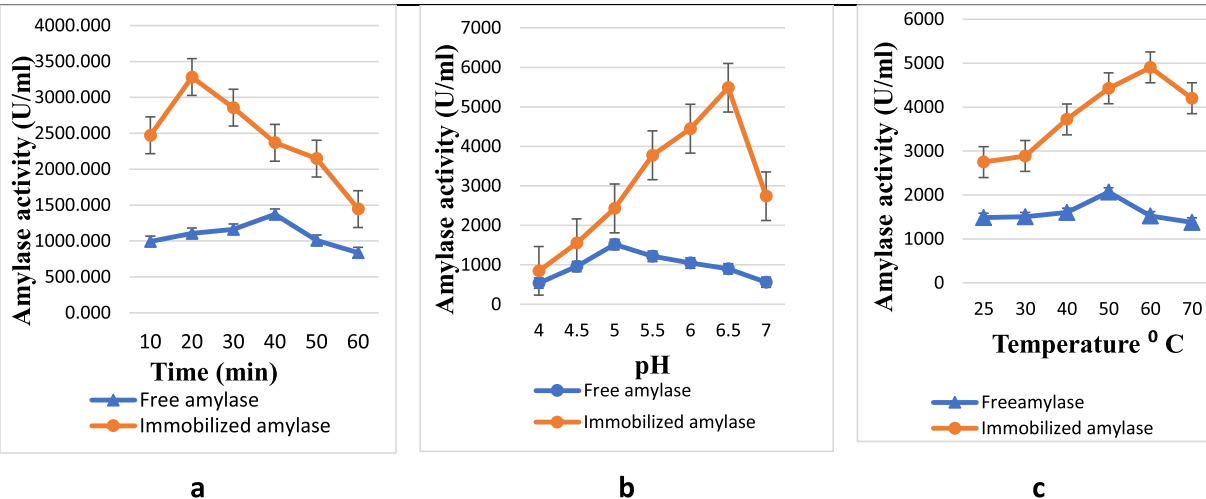 4000.000
3500.000
3000.000
2500.000
2000.000
1500.000
1000.000
500.000
0.000
Amylase activity (U/ml)
10 20 30 40 50 60
Time (min)
Free amylase
Immobilized amylase
a
7000
6000
5000
4000
3000
2000
1000
0
Amylase activity (U/ml)
4 4.5 5 5.5 6 6.5 7
pH
Free amylase
Immobilized amylase
b
6000
5000
4000
3000
2000
1000
0
Amylase activity (U/ml)
25 30 40 50 60 70
Temperature ⁰ C
Freeamylase
Immobilized amylase
c